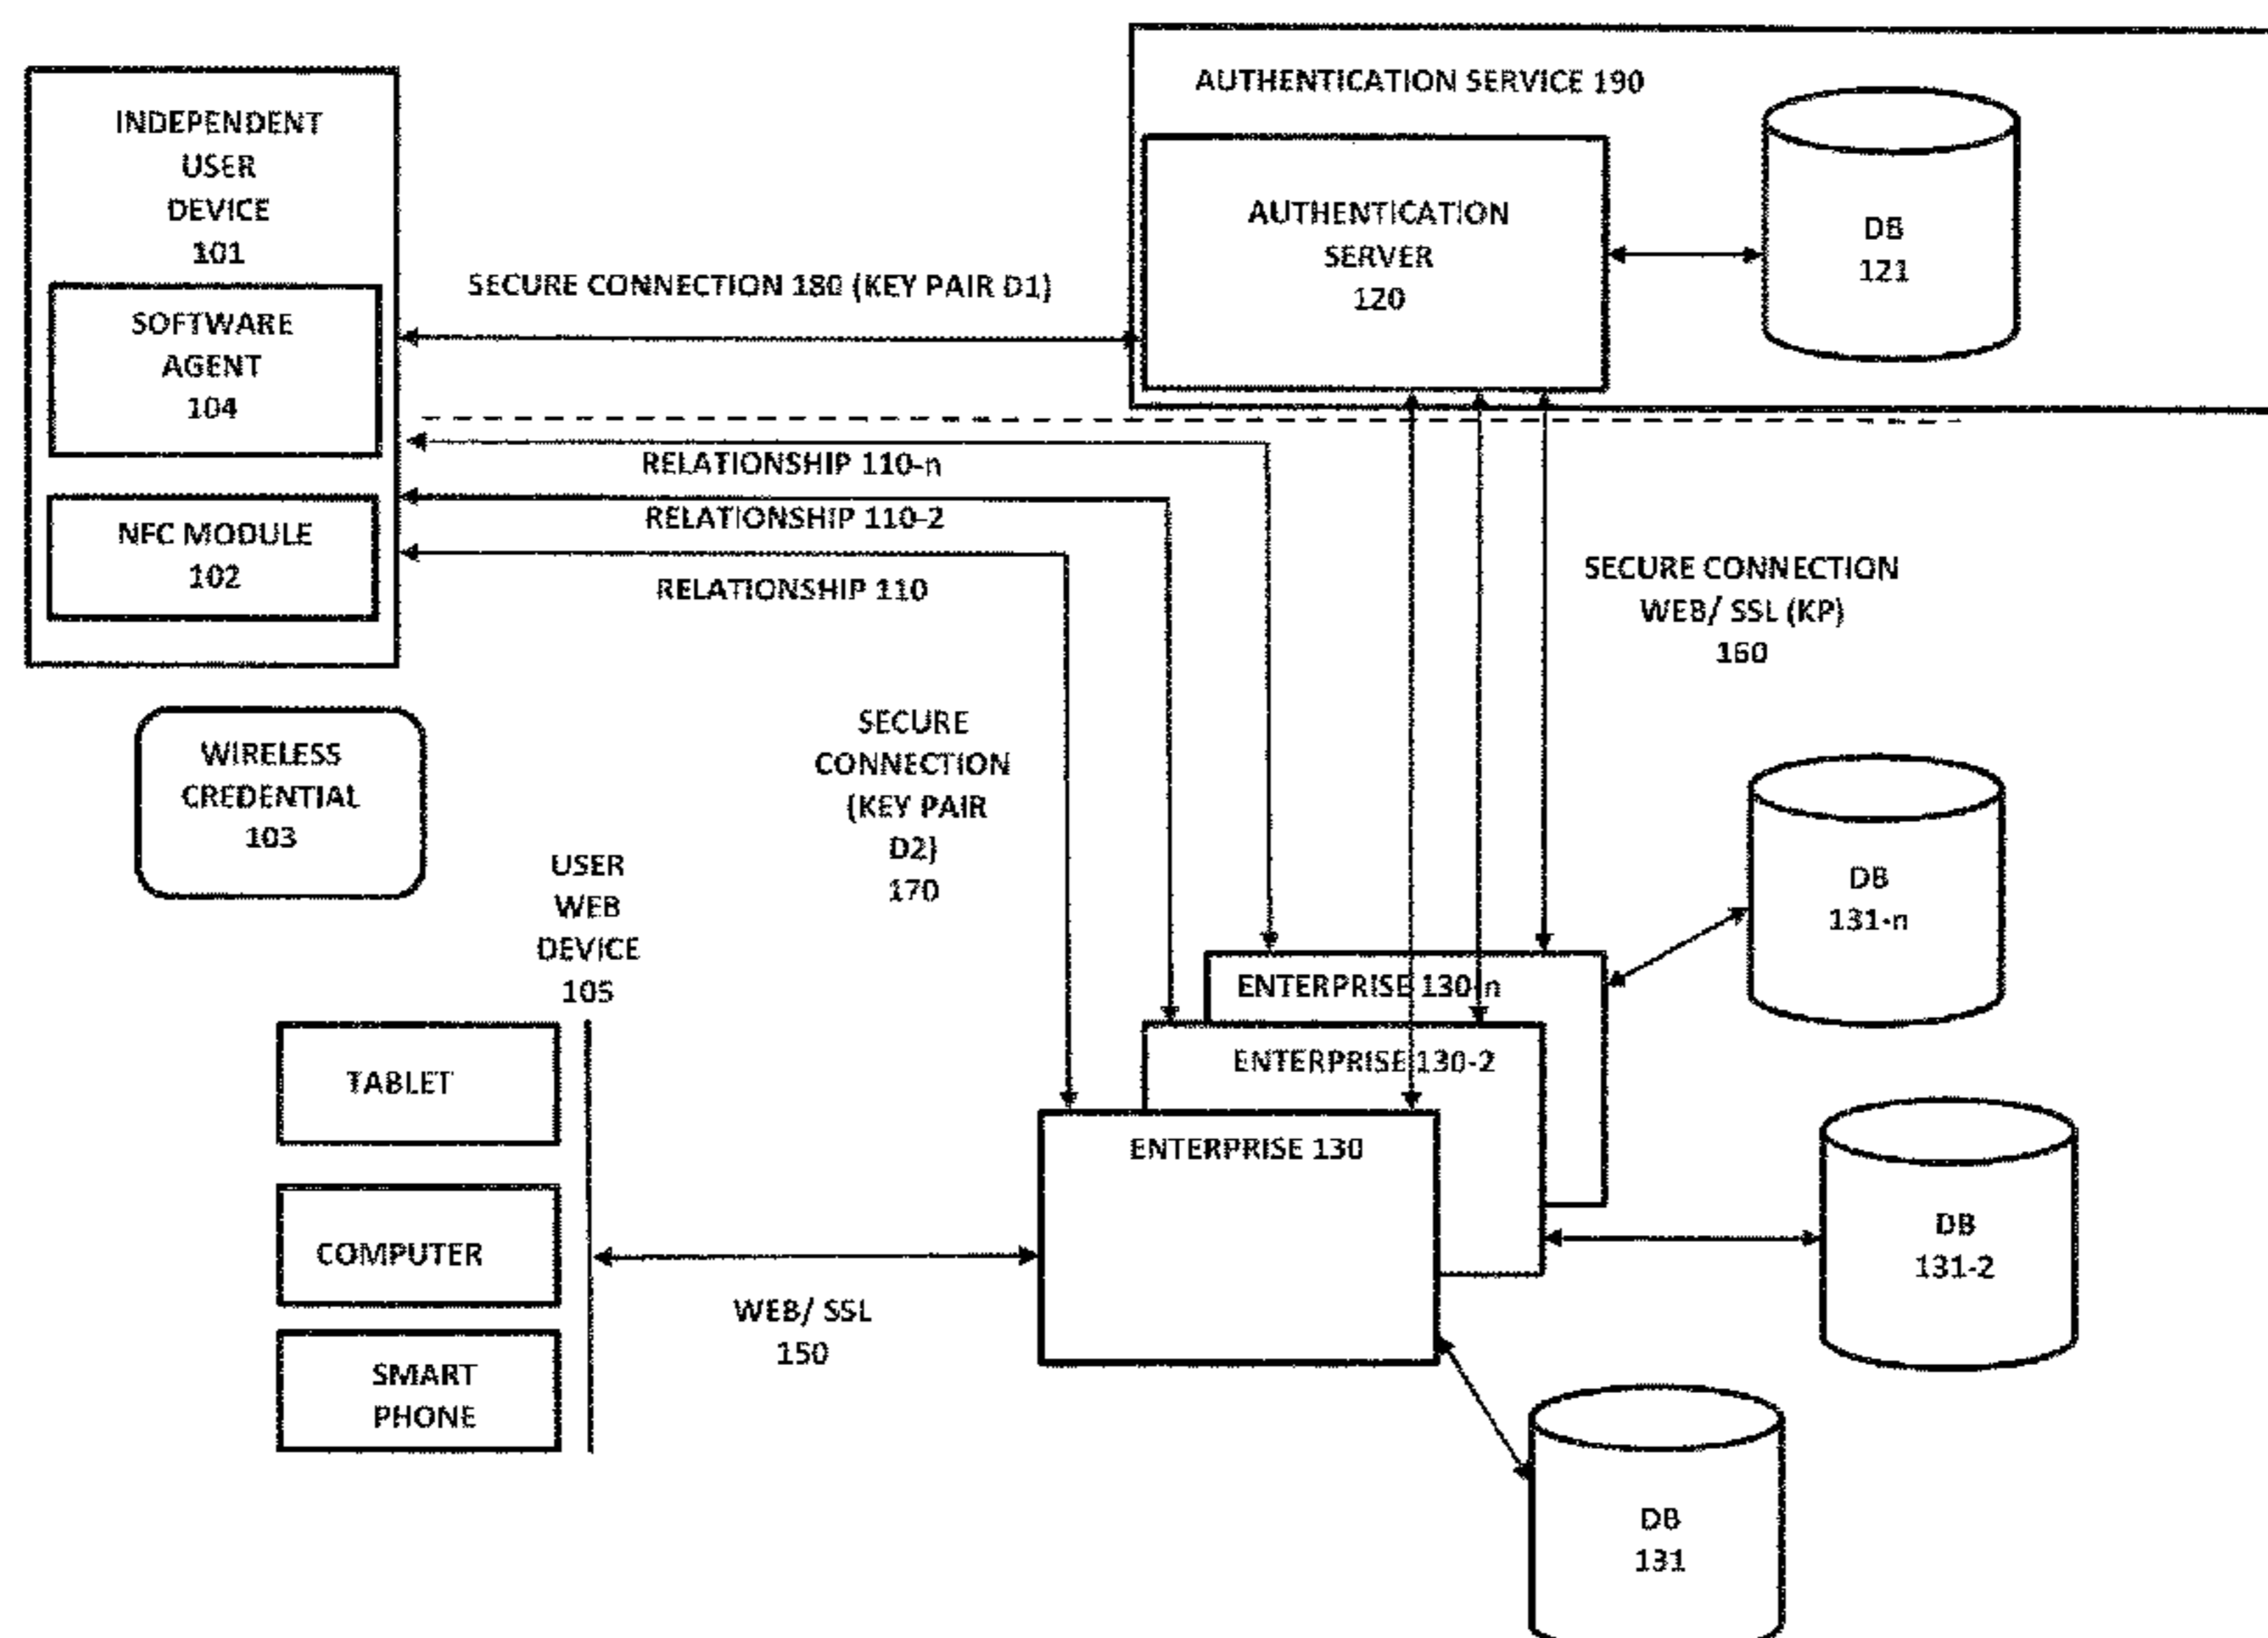 AUTHENTICATION SERVICE 190
INDEPENDENT
USER
DEVICE
101
SOFTWARE
AGENT
104
NFC MODULE
102
SECURE CONNECTION 180 (KEY PAIR D1)
AUTHENTICATION
SERVER
120
DB
121
RELATIONSHIP 110-n
RELATIONSHIP 110-2
RELATIONSHIP 110
SECURE CONNECTION
WEB/ SSL (KP)
160
WIRELESS
CREDENTIAL
103
SECURE
CONNECTION
(KEY PAIR
D2)
170
USER
WEB
DEVICE
105
TABLET
COMPUTER
SMART
PHONE
WEB/ SSL
150
ENTERPRISE 130-n
ENTERPRISE 130-2
ENTERPRISE 130
DB
131-n
DB
131-2
DB
131